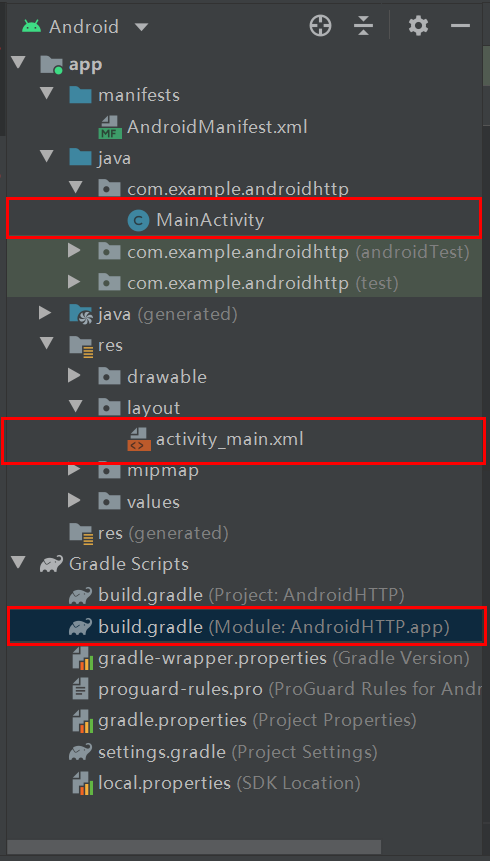 Android
app
manifests
AndroidManifest.xml
java
com.example.androidhttp
MainActivity
com.example.androidhttp (androidTest)
com.example.androidhttp (test)
java (generated)
res
drawable
layout
activity_main.xml
mipmap
values
res (generated)
Gradle Scripts
build.gradle (Project: AndroidHTTP)
build.gradle (Module: AndroidHTTP.app)
gradle-wrapper.properties (Gradle Version)
proguard-rules.pro (ProGuard Rules for Andr
gradle.properties (Project Properties)
settings.gradle (Project Settings)
local.properties (SDK Location)